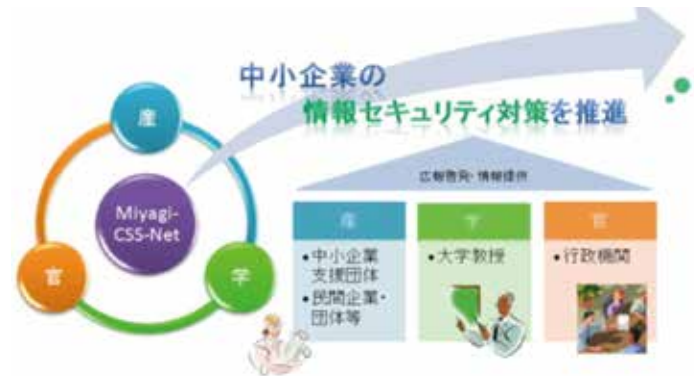 中小企業の
情報セキュリティ対策を推進
産
Miyagi-
CSS-Net
官
学
広報啓発・情報提供
産
学
官
•中小企業
支援団体
•民間企業・
団体等
•大学教授
•行政機関